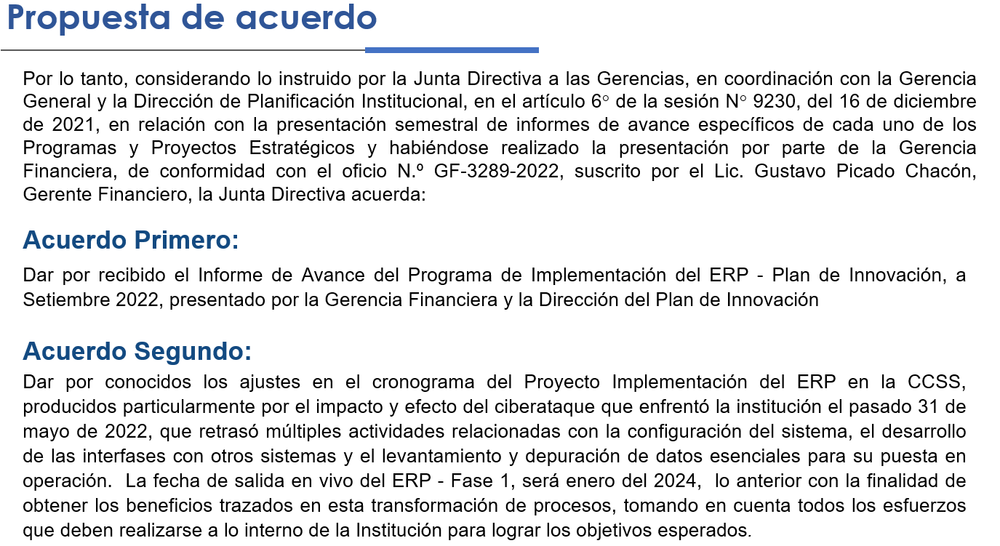 Propuesta de acuerdo
Por lo tanto, considerando lo instruido por la Junta Directiva a las Gerencias, en coordinación con la Gerencia
General y la Dirección de Planificación Institucional, en el artículo 6° de la sesión N° 9230, del 16 de diciembre
de 2021, en relación con la presentación semestral de informes de avance específicos de cada uno de los
Programas y Proyectos Estratégicos y habiéndose realizado la presentación por parte de la Gerencia
Financiera, de conformidad con el oficio N.º GF-3289-2022, suscrito por el Lic. Gustavo Picado Chacón,
Gerente Financiero, la Junta Directiva acuerda:
Acuerdo Primero:
Dar por recibido el Informe de Avance del Programa de Implementación del ERP - Plan de Innovación, a
Setiembre 2022, presentado por la Gerencia Financiera y la Dirección del Plan de Innovación
Acuerdo Segundo:
Dar por conocidos los ajustes en el cronograma del Proyecto Implementación del ERP en la CCSS,
producidos particularmente por el impacto y efecto del ciberataque que enfrentó la institución el pasado 31 de
mayo de 2022, que retrasó múltiples actividades relacionadas con la configuración del sistema, el desarrollo
de las interfases con otros sistemas y el levantamiento y depuración de datos esenciales para su puesta en
operación.  La fecha de salida en vivo del ERP - Fase 1, será enero del 2024,  lo anterior con la finalidad de
obtener los beneficios trazados en esta transformación de procesos, tomando en cuenta todos los esfuerzos
que deben realizarse a lo interno de la Institución para lograr los objetivos esperados.